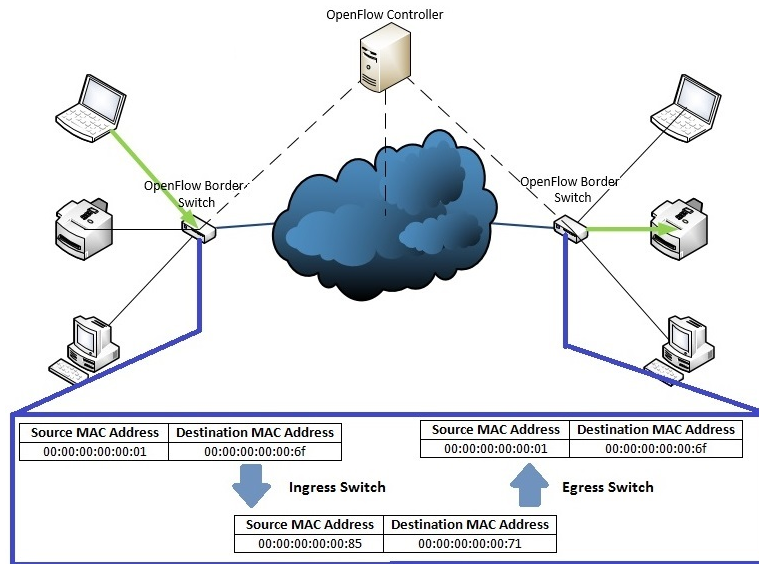 OpenFlow Controller
OpenFlow Border
Switch
OpenFlow Border
Switch
Source MAC Address Destination MAC Address
00:00:00:00:00:01 00:00:00:00:00:6f
Source MAC Address Destination MAC Address
00:00:00:00:00:01 00:00:00:00:00:6f
Ingress Switch
Egress Switch
Source MAC Address Destination MAC Address
00:00:00:00:00:85 00:00:00:00:00:71